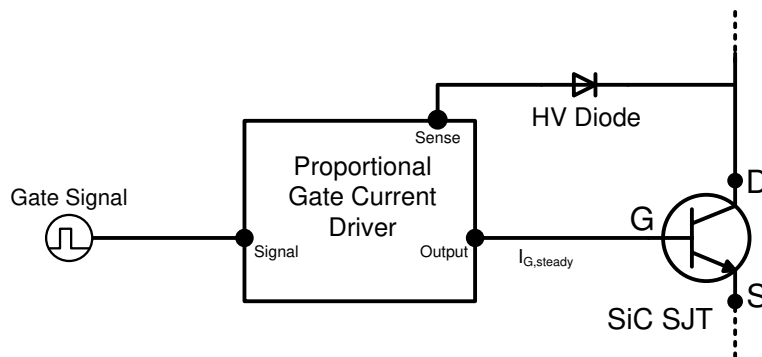 HV Diode
Sense
Proportional
Gate Current
Driver
Gate Signal
Signal
Output
I_G,steady
G
D
S
SiC SJT